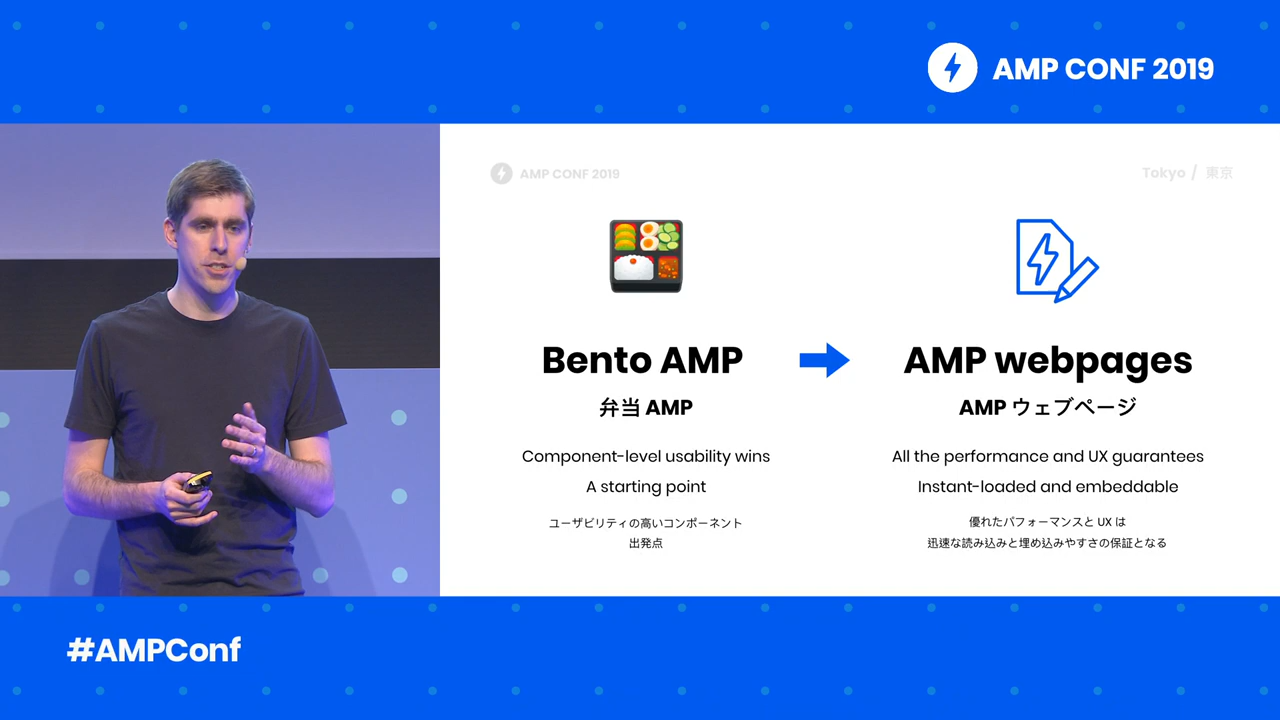 AMP CONF 2019
AMP CONF 2019
Tokyo / 東京
Bento AMP
弁当 AMP
Component-level usability wins
A starting point
ユーザビリティの高いコンポーネント
出発点
AMP webpages
AMP ウェブページ
All the performance and UX guarantees
Instant-loaded and embeddable
優れたパフォーマンスと UX は
迅速な読み込みと埋め込みやすさの保証となる
#AMPConf